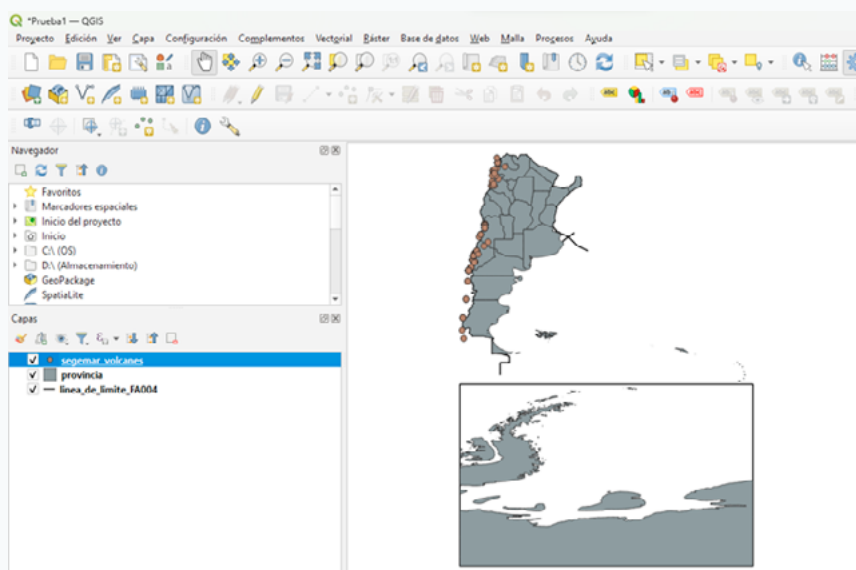 *Prueba1 — QGIS
Proyecto Edición Ver Capa Configuración Complementos Vectorial Ráster Base de datos Web Malla Procesos Ayuda
Navegador
Favoritos
Marcadores espaciales
Inicio del proyecto
Inicio
C:\ (OS)
D:\ (Almacenamiento)
GeoPackage
SpatiaLite
Capas
segemar_volcanes
provincia
linea_de_limite_FA004